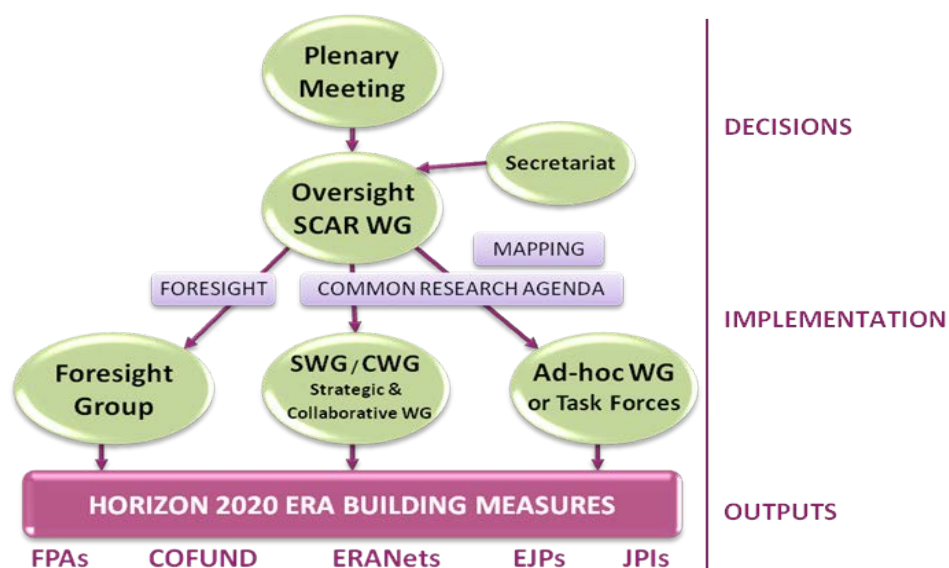 Plenary
Meeting
DECISIONS
Secretariat
Oversight
SCAR WG
MAPPING
FORESIGHT
COMMON RESEARCH AGENDA
IMPLEMENTATION
Foresight
Group
SWG / CWG
Strategic &
Collaborative WG
Ad-hoc WG
or Task Forces
HORIZON 2020 ERA BUILDING MEASURES
OUTPUTS
FPAs COFUND ERANets EJPs JPIs